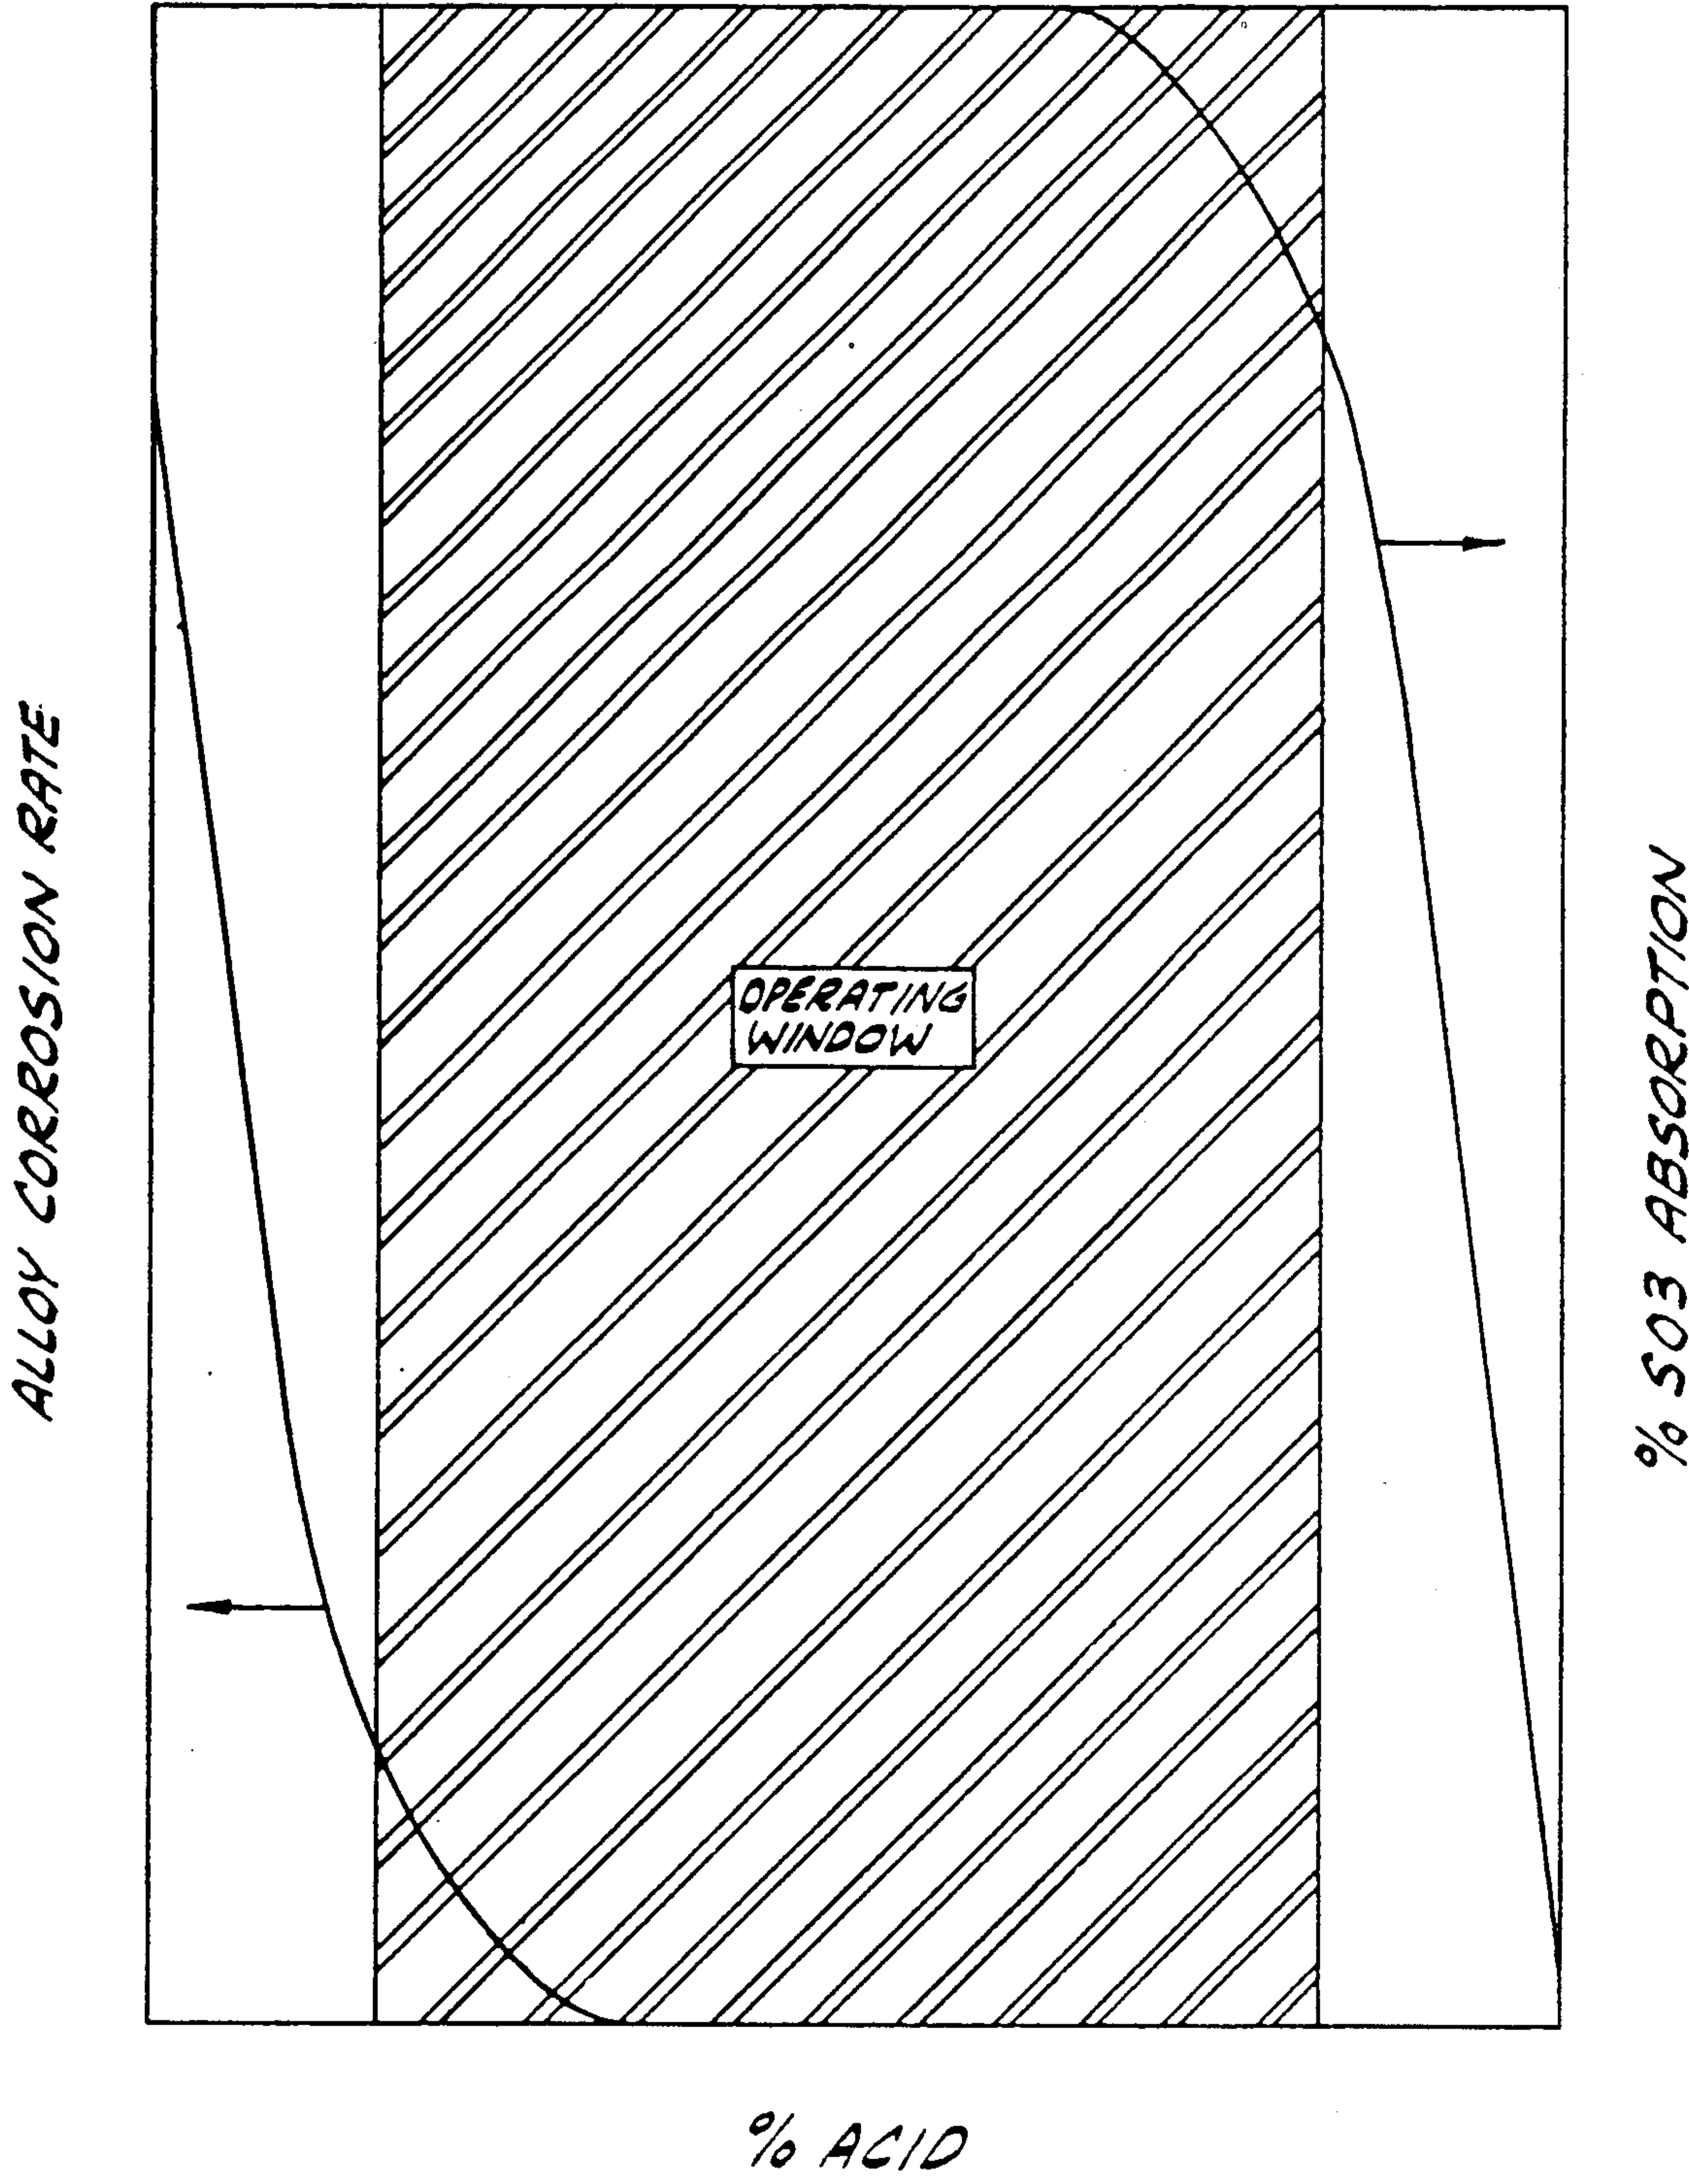 ALLOY CORROSION RATE
OPERATING
WINDOW
% SO3 ABSORPTION
% ACID